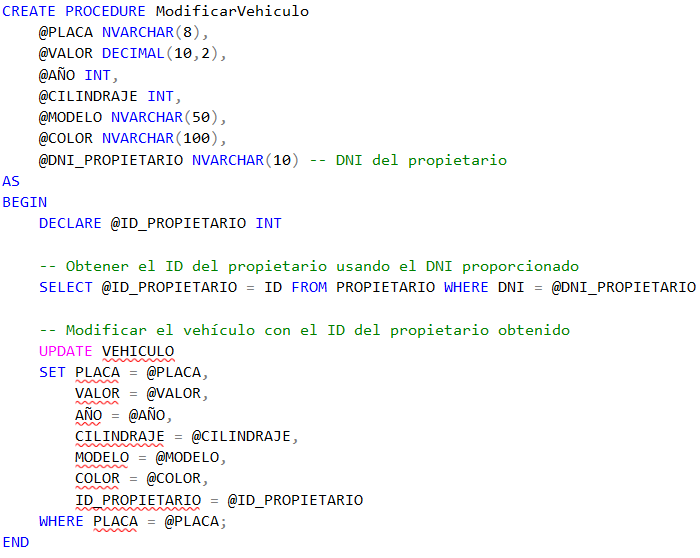 CREATE PROCEDURE ModificarVehiculo
    @PLACA NVARCHAR(8),
    @VALOR DECIMAL(10,2),
    @AÑO INT,
    @CILINDRAJE INT,
    @MODELO NVARCHAR(50),
    @COLOR NVARCHAR(100),
    @DNI_PROPIETARIO NVARCHAR(10) -- DNI del propietario
AS
BEGIN
    DECLARE @ID_PROPIETARIO INT
    -- Obtener el ID del propietario usando el DNI proporcionado
    SELECT @ID_PROPIETARIO = ID FROM PROPIETARIO WHERE DNI = @DNI_PROPIETARIO
    -- Modificar el vehículo con el ID del propietario obtenido
    UPDATE VEHICULO
    SET PLACA = @PLACA,
        VALOR = @VALOR,
        AÑO = @AÑO,
        CILINDRAJE = @CILINDRAJE,
        MODELO = @MODELO,
        COLOR = @COLOR,
        ID_PROPIETARIO = @ID_PROPIETARIO
    WHERE PLACA = @PLACA;
END